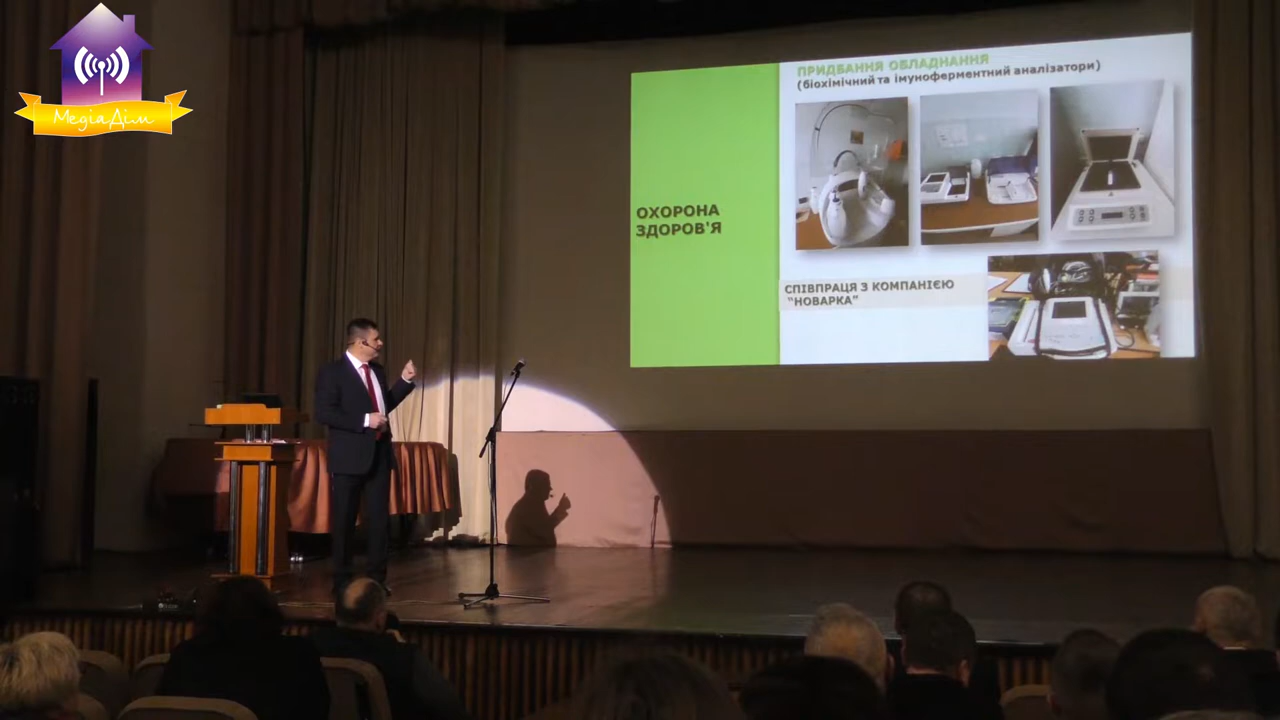 МедіаДім
ПРИДБАННЯ ОБЛАДНАННЯ
(біохімічний та імуноферментний аналізатори)
ОХОРОНА
ЗДОРОВ'Я
СПІВПРАЦЯ З КОМПАНІЄЮ
"НОВАРКА"